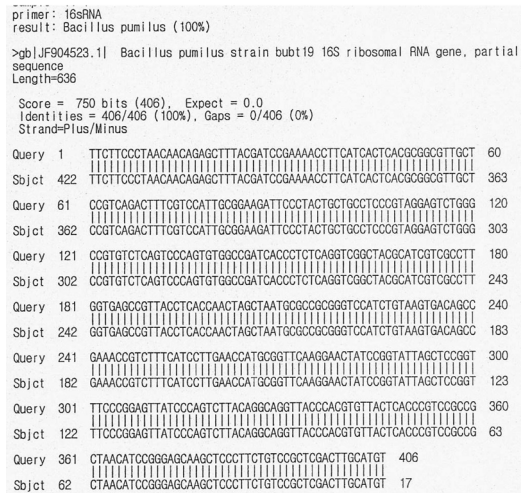 primer: 16sRNA
result: Bacillus pumilus (100%)
>gb|JF904523.1| Bacillus pumilus strain bubt19 16S ribosomal RNA gene, partial
sequence
Length=636
Score = 750 bits (406), Expect = 0.0
Identities = 406/406 (100%), Gaps = 0/406 (0%)
Strand=Plus/Minus
Query 1 TTCTTCCCTAACAACAGAGCTTTACGATCCGAAAACCTTCATCACTCACGCGGCGTTGCT 60
Sbjct 422 TTCTTCCCTAACAACAGAGCTTTACGATCCGAAAACCTTCATCACTCACGCGGCGTTGCT 363
Query 61 CCGTCAGACTTTCGTCCATTGCGGAAGATTCCCTACTGCTGCCTCCCGTAGGAGTCTGGG 120
Sbjct 362 CCGTCAGACTTTCGTCCATTGCGGAAGATTCCCTACTGCTGCCTCCCGTAGGAGTCTGGG 303
Query 121 CCGTGTCTCAGTCCCAGTGTGGCCGATCACCCTCTCAGGTCGGCTACGCATCGTCGCCTT 180
Sbjct 302 CCGTGTCTCAGTCCCAGTGTGGCCGATCACCCTCTCAGGTCGGCTACGCATCGTCGCCTT 243
Query 181 GGTGAGCCGTTACCTCACCAACTAGCTAATGCGCCGCGGGTCCATCTGTAAGTGACAGCC 240
Sbjct 242 GGTGAGCCGTTACCTCACCAACTAGCTAATGCGCCGCGGGTCCATCTGTAAGTGACAGCC 183
Query 241 GAAACCGTCTTTCATCCTTGAACCATGCGGTTCAAGGAACTATCCGGTATTAGCTCCGGT 300
Sbjct 182 GAAACCGTCTTTCATCCTTGAACCATGCGGTTCAAGGAACTATCCGGTATTAGCTCCGGT 123
Query 301 TTCCCGGAGTTATCCCAGTCTTACAGGCAGGTTACCCACGTGTTACTCACCCGTCCGCCG 360
Sbjct 122 TTCCCGGAGTTATCCCAGTCTTACAGGCAGGTTACCCACGTGTTACTCACCCGTCCGCCG 63
Query 361 CTAACATCCGGGAGCAAGCTCCCTTCTGTCCGCTCGACTTGCATGT 406
Sbjct 62 CTAACATCCGGGAGCAAGCTCCCTTCTGTCCGCTCGACTTGCATGT 17